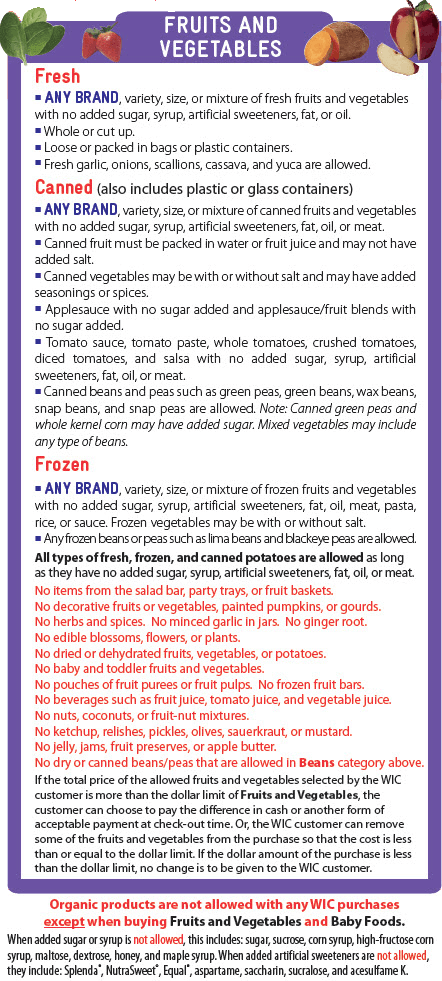 FRUITS AND
VEGETABLES
Fresh
▪ ANY BRAND, variety, size, or mixture of fresh fruits and vegetables
with no added sugar, syrup, artificial sweeteners, fat, or oil.
▪ Whole or cut up.
▪ Loose or packed in bags or plastic containers.
▪ Fresh garlic, onions, scallions, cassava, and yuca are allowed.
Canned (also includes plastic or glass containers)
▪ ANY BRAND, variety, size, or mixture of canned fruits and vegetables
with no added sugar, syrup, artificial sweeteners, fat, oil, or meat.
▪ Canned fruit must be packed in water or fruit juice and may not have
added salt.
▪ Canned vegetables may be with or without salt and may have added
seasonings or spices.
▪ Applesauce with no sugar added and applesauce/fruit blends with
no sugar added.
▪ Tomato sauce, tomato paste, whole tomatoes, crushed tomatoes,
diced tomatoes, and salsa with no added sugar, syrup, artificial
sweeteners, fat, oil, or meat.
▪ Canned beans and peas such as green peas, green beans, wax beans,
snap beans, and snap peas are allowed. Note: Canned green peas and
whole kernel corn may have added sugar. Mixed vegetables may include
any type of beans.
Frozen
▪ ANY BRAND, variety, size, or mixture of frozen fruits and vegetables
with no added sugar, syrup, artificial sweeteners, fat, oil, meat, pasta,
rice, or sauce. Frozen vegetables may be with or without salt.
▪ Any frozen beans or peas such as lima beans and blackeye peas are allowed.
All types of fresh, frozen, and canned potatoes are allowed as long
as they have no added sugar, syrup, artificial sweeteners, fat, oil, or meat.
No items from the salad bar, party trays, or fruit baskets.
No decorative fruits or vegetables, painted pumpkins, or gourds.
No herbs and spices. No minced garlic in jars. No ginger root.
No edible blossoms, flowers, or plants.
No dried or dehydrated fruits, vegetables, or potatoes.
No baby and toddler fruits and vegetables.
No pouches of fruit purees or fruit pulps. No frozen fruit bars.
No beverages such as fruit juice, tomato juice, and vegetable juice.
No nuts, coconuts, or fruit-nut mixtures.
No ketchup, relishes, pickles, olives, sauerkraut, or mustard.
No jelly, jams, fruit preserves, or apple butter.
No dry or canned beans/peas that are allowed in Beans category above.
If the total price of the allowed fruits and vegetables selected by the WIC
customer is more than the dollar limit of Fruits and Vegetables, the
customer can choose to pay the difference in cash or another form of
acceptable payment at check-out time. Or, the WIC customer can remove
some of the fruits and vegetables from the purchase so that the cost is less
than or equal to the dollar limit. If the dollar amount of the purchase is less
than the dollar limit, no change is to be given to the WIC customer.
Organic products are not allowed with any WIC purchases
except when buying Fruits and Vegetables and Baby Foods.
When added sugar or syrup is not allowed, this includes: sugar, sucrose, corn syrup, high-fructose corn
syrup, maltose, dextrose, honey, and maple syrup. When added artificial sweeteners are not allowed,
they include: Splenda®, NutraSweet®, Equal®, aspartame, saccharin, sucralose, and acesulfame K.